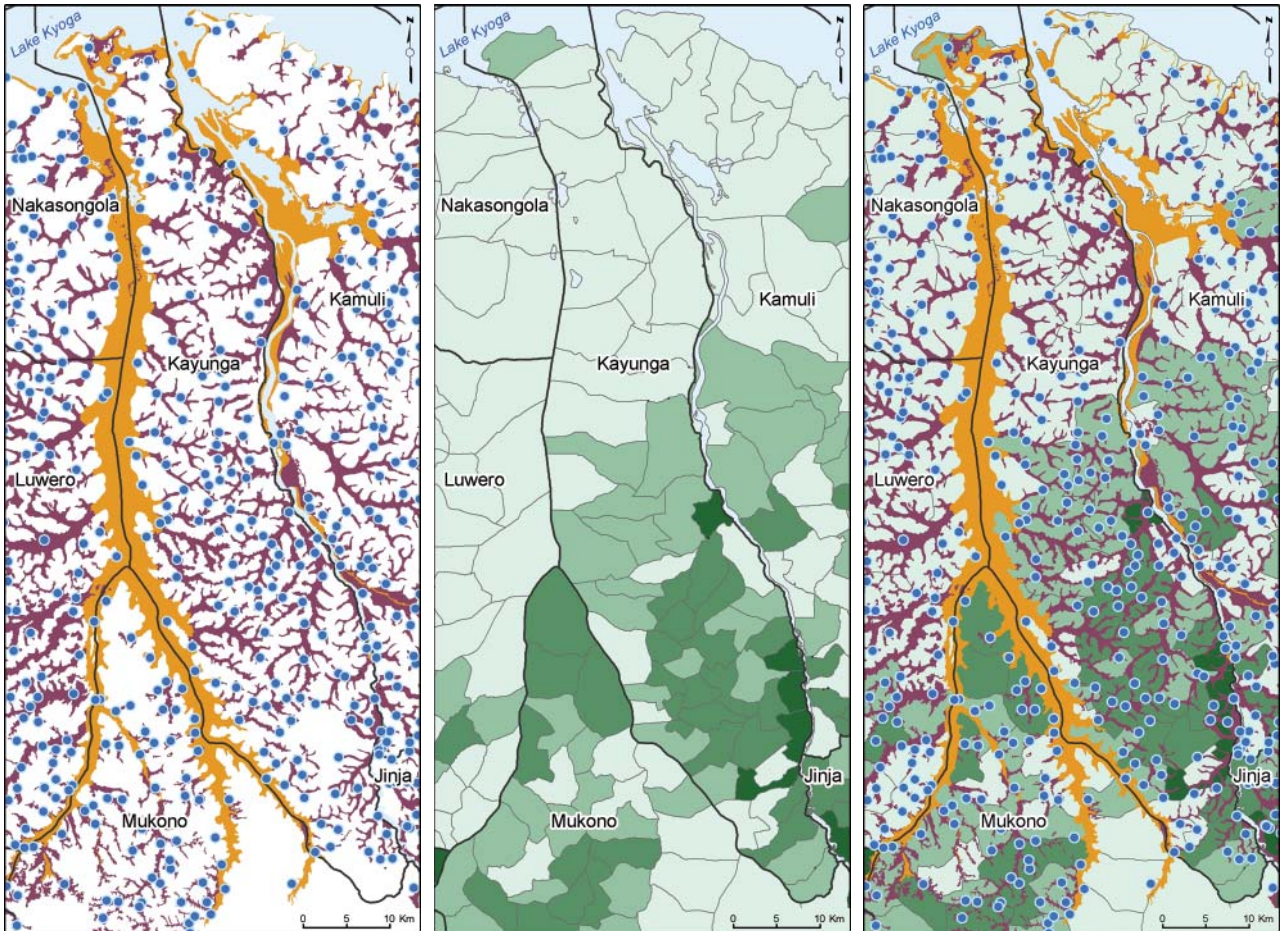 Lake Kyoga
N
Nakasongola
Kamuli
Kayunga
Luwero
Jinja
Mukono
0 5 10 Km
Lake Kyoga
N
Nakasongola
Kamuli
Kayunga
Luwero
Jinja
Mukono
0 5 10 Km
Lake Kyoga
N
Nakasongola
Kamuli
Kayunga
Luwero
Jinja
Mukono
0 5 10 Km